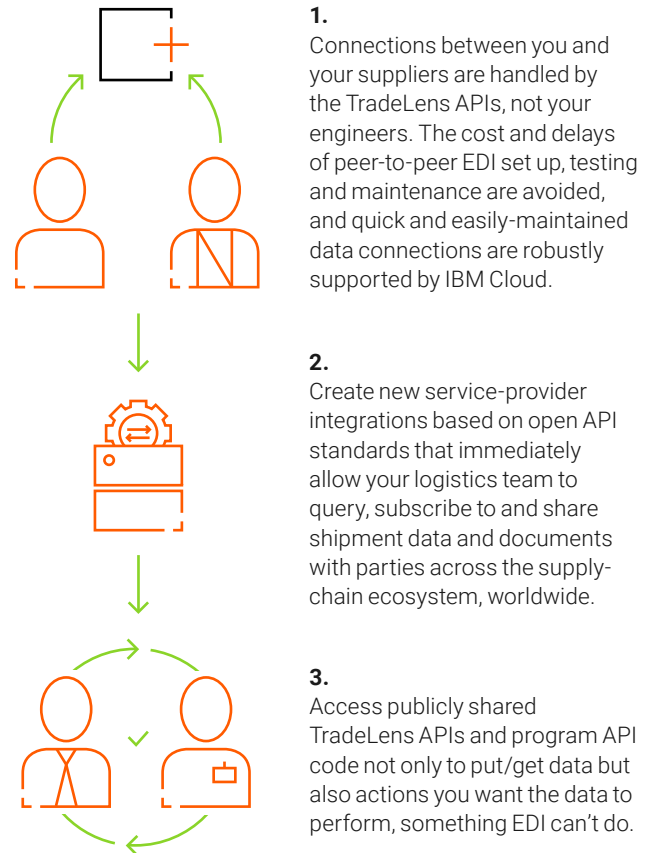 1.
Connections between you and
your suppliers are handled by
the TradeLens APIs, not your
engineers. The cost and delays
of peer-to-peer EDI set up, testing
and maintenance are avoided,
and quick and easily-maintained
data connections are robustly
supported by IBM Cloud.
2.
Create new service-provider
integrations based on open API
standards that immediately
allow your logistics team to
query, subscribe to and share
shipment data and documents
with parties across the supply-
chain ecosystem, worldwide.
3.
Access publicly shared
TradeLens APIs and program API
code not only to put/get data but
also actions you want the data to
perform, something EDI can’t do.